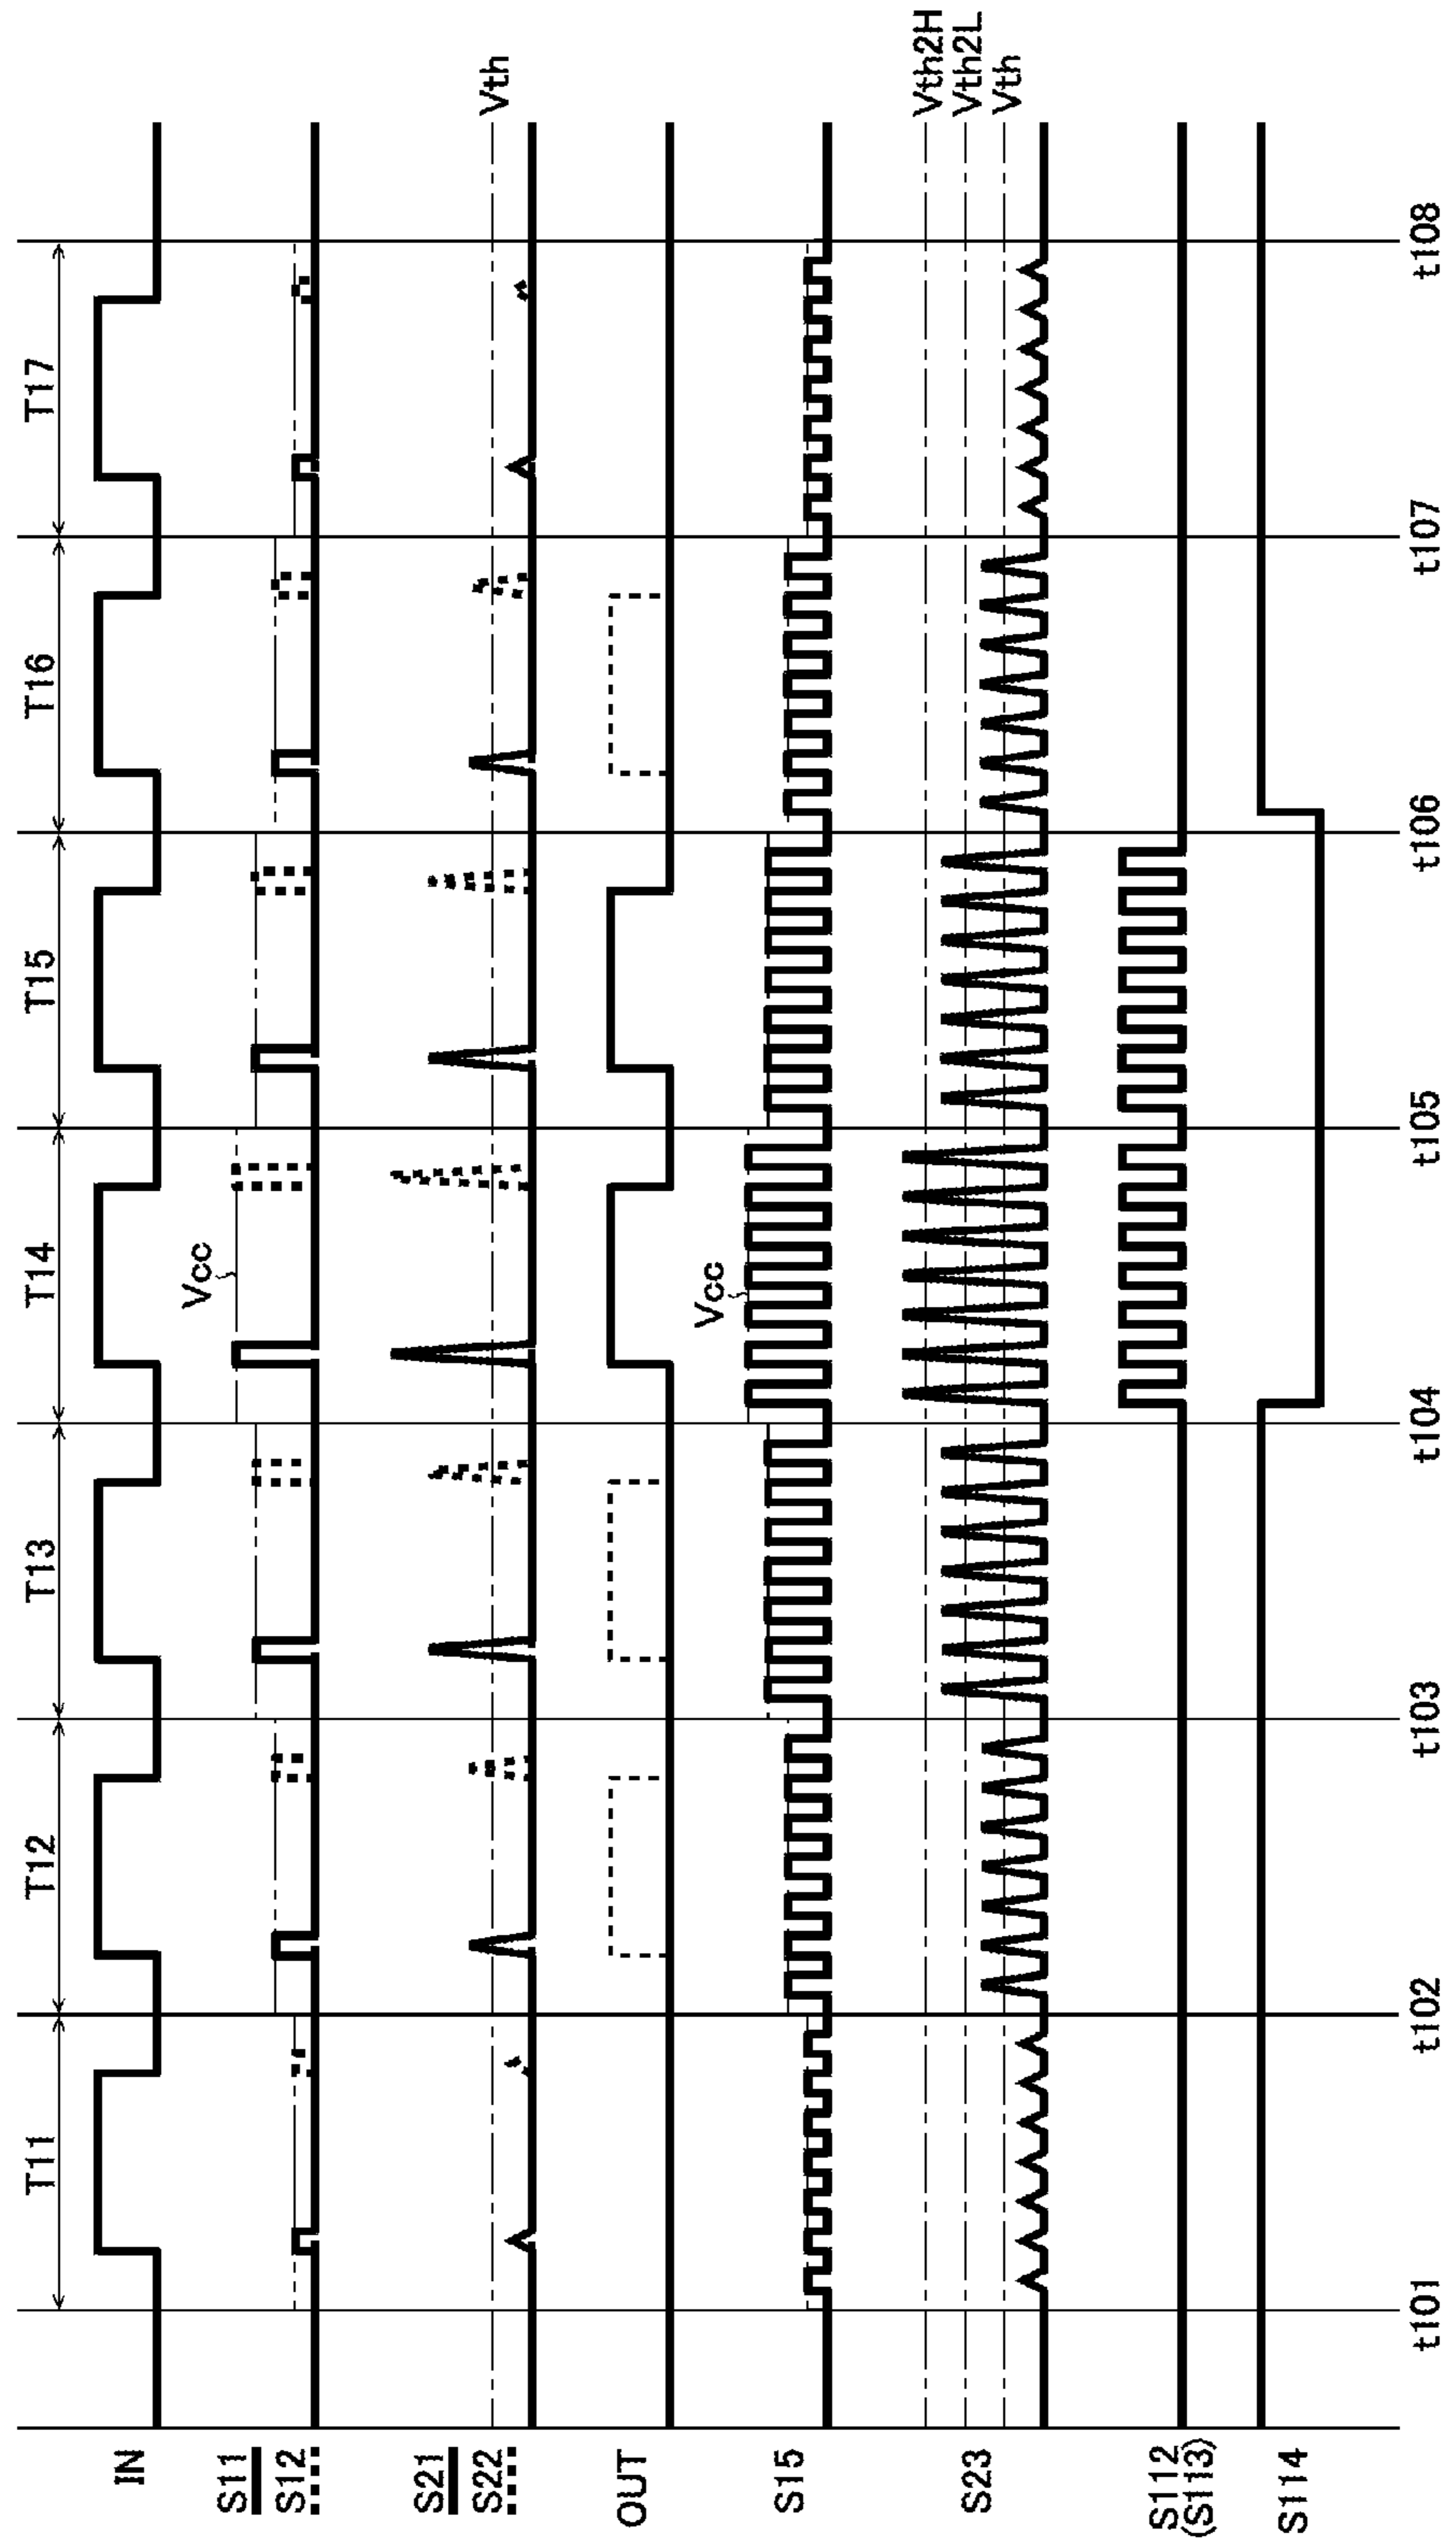 T11 T12 T13 T14 T15 T16 T17
IN
S11
S12
Vcc
S21
S22
Vth
OUT
S15
Vcc
S23
Vth2H
Vth2L
Vth
S112
(S113)
S114
t101 t102 t103 t104 t105 t106 t107 t108